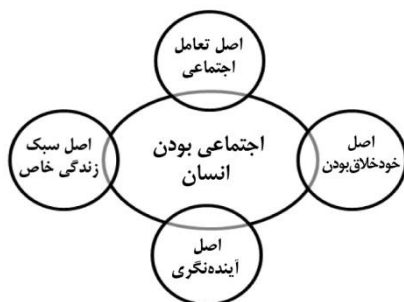 اصل تعامل
اجتماعی
اصل
خودخلاق‌بودن
اجتماعی بودن
انسان
اصل سبک
زندگی خاص
اصل
آینده‌نگری